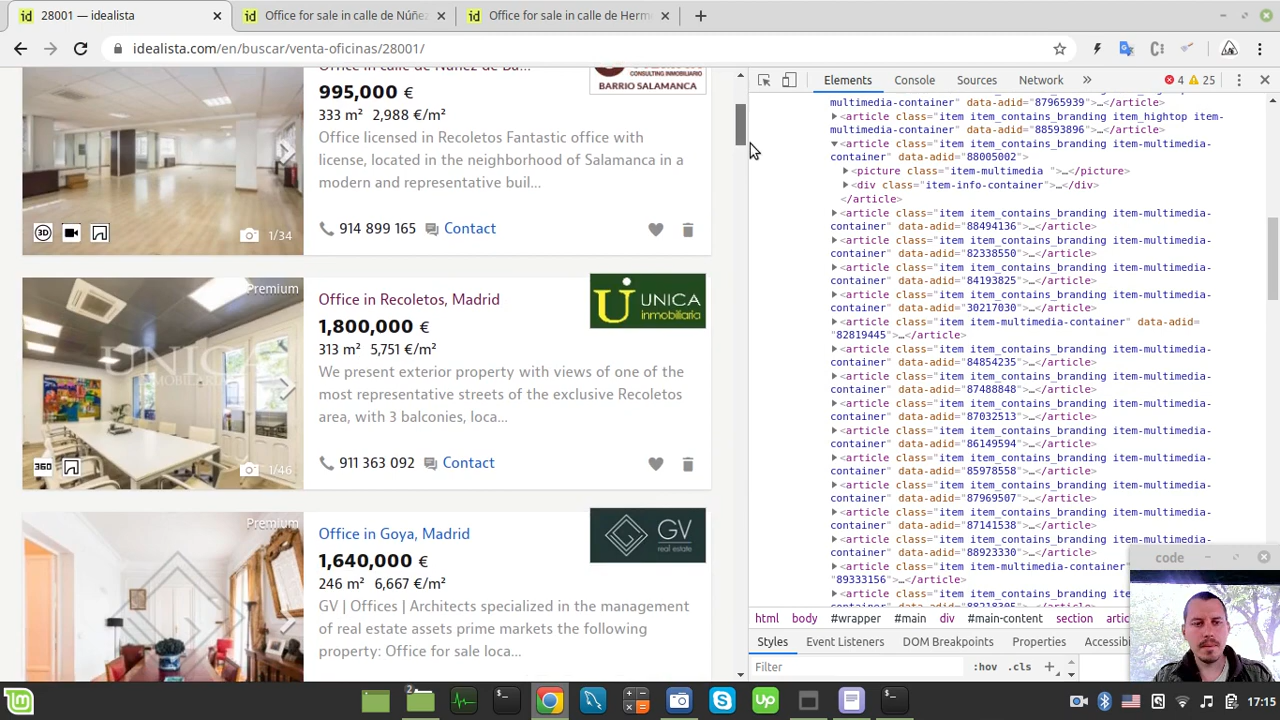 28001 — idealista
Office for sale in calle de Núñez
Office for sale in calle de Herm
idealista.com/en/buscar/venta-oficinas/28001/
CONSULTING INMOBILIARIO
BARRIO SALAMANCA
995,000 €
333 m² 2,988 €/m²
Office licensed in Recoletos Fantastic office with
license, located in the neighborhood of Salamanca in a
modern and representative buil...
3D
1/34
914 899 165 Contact
Premium
UNICA
inmobiliaria
Office in Recoletos, Madrid
1,800,000 €
313 m² 5,751 €/m²
We present exterior property with views of one of the
most representative streets of the exclusive Recoletos
area, with 3 balconies, loca...
360
1/46
911 363 092 Contact
Premium
GV
real estate
Office in Goya, Madrid
1,640,000 €
246 m² 6,667 €/m²
GV | Offices | Architects specialized in the management
of real estate assets prime markets the following
property: Office for sale loca...
Elements Console Sources Network » 4 25
multimedia-container" data-adid="87965939">…</article>
<article class="item item_contains_branding item_hightop item-
multimedia-container" data-adid="88593896">…</article>
<article class="item item_contains_branding item-multimedia-
container" data-adid="88005002">
<picture class="item-multimedia ">…</picture>
<div class="item-info-container">…</div>
</article>
<article class="item item_contains_branding item-multimedia-
container" data-adid="88494136">…</article>
<article class="item item_contains_branding item-multimedia-
container" data-adid="82338550">…</article>
<article class="item item_contains_branding item-multimedia-
container" data-adid="84193825">…</article>
<article class="item item_contains_branding item-multimedia-
container" data-adid="30217030">…</article>
<article class="item item-multimedia-container" data-adid=
"82819445">…</article>
<article class="item item_contains_branding item-multimedia-
container" data-adid="84854235">…</article>
<article class="item item_contains_branding item-multimedia-
container" data-adid="87488848">…</article>
<article class="item item_contains_branding item-multimedia-
container" data-adid="87032513">…</article>
<article class="item item_contains_branding item-multimedia-
container" data-adid="86149594">…</article>
<article class="item item_contains_branding item-multimedia-
container" data-adid="85978558">…</article>
<article class="item item_contains_branding item-multimedia-
container" data-adid="87969507">…</article>
<article class="item item_contains_branding item-multimedia-
container" data-adid="87141538">…</article>
<article class="item item_contains_branding item-multimedia-
container" data-adid="88923330">…</article>
<article class="item item-multimedia-container"
"89333156">…</article>
<article class="item item_contains_branding
html body #wrapper #main div #main-content section artic
Styles Event Listeners DOM Breakpoints Properties Accessib
Filter :hov .cls
code
17:15